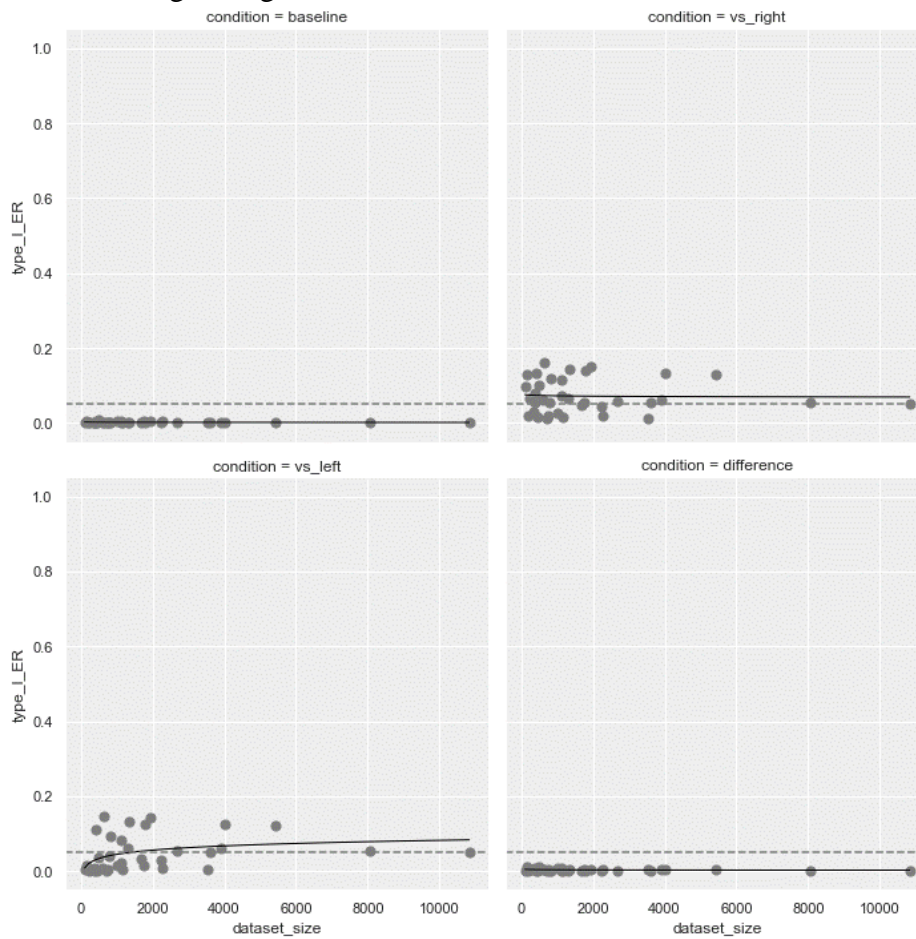 condition = baseline
condition = vs_right
1.0
0.8
0.6
0.4
0.2
0.0
type_I_ER
condition = vs_left
condition = difference
1.0
0.8
0.6
0.4
0.2
0.0
type_I_ER
0 2000 4000 6000 8000 10000
0 2000 4000 6000 8000 10000
dataset_size
dataset_size